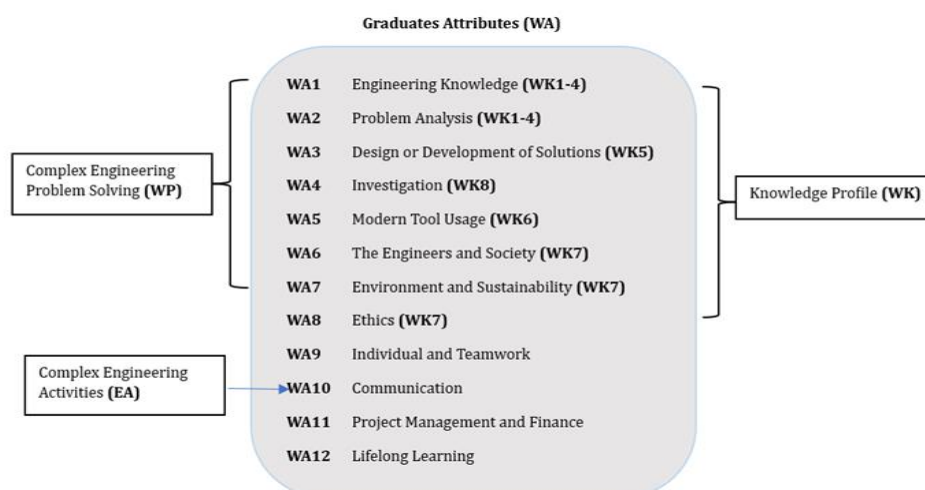 Graduates Attributes (WA)
WA1 Engineering Knowledge (WK1-4)
WA2 Problem Analysis (WK1-4)
WA3 Design or Development of Solutions (WK5)
WA4 Investigation (WK8)
WA5 Modern Tool Usage (WK6)
WA6 The Engineers and Society (WK7)
WA7 Environment and Sustainability (WK7)
WA8 Ethics (WK7)
WA9 Individual and Teamwork
WA10 Communication
WA11 Project Management and Finance
WA12 Lifelong Learning
Complex Engineering
Problem Solving (WP)
Complex Engineering
Activities (EA)
Knowledge Profile (WK)